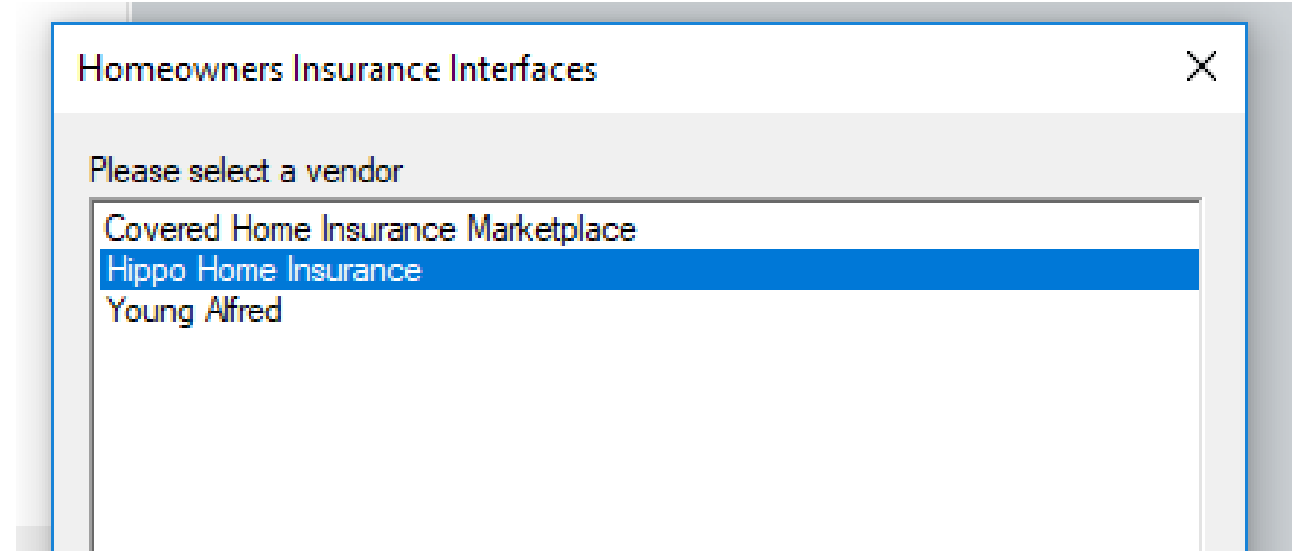 Homeowners Insurance Interfaces
Please select a vendor
Covered Home Insurance Marketplace
Hippo Home Insurance
Young Alfred